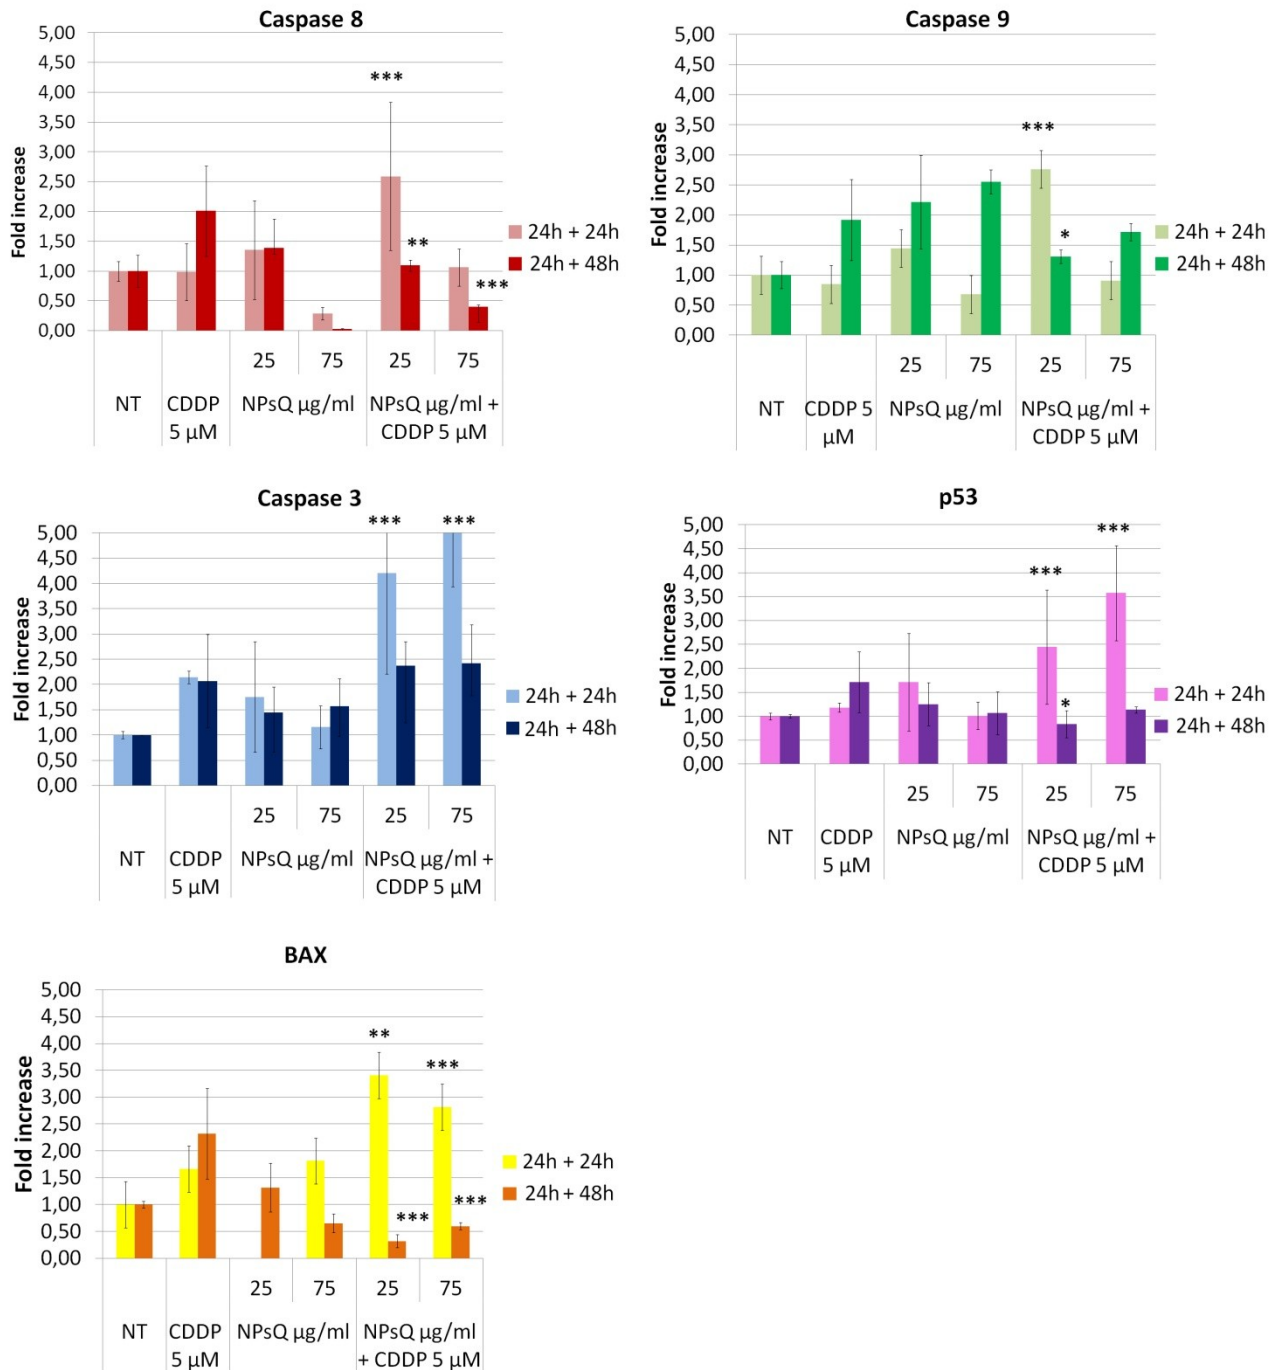 Caspase 8
5,00
4,50
4,00
3,50
3,00
2,50
2,00
1,50
1,00
0,50
0,00
Fold increase
***
**
***
24h + 24h
24h + 48h
25 75 25 75
NT CDDP NPsQ µg/ml NPsQ µg/ml +
5 µM CDDP 5 µM
Caspase 9
5,00
4,50
4,00
3,50
3,00
2,50
2,00
1,50
1,00
0,50
0,00
Fold increase
***
*
24h + 24h
24h + 48h
25 75 25 75
NT CDDP 5 NPsQ µg/ml NPsQ µg/ml +
µM CDDP 5 µM
Caspase 3
5,00
4,50
4,00
3,50
3,00
2,50
2,00
1,50
1,00
0,50
0,00
Fold increase
*** ***
24h + 24h
24h + 48h
25 75 25 75
NT CDDP NPsQ µg/ml NPsQ µg/ml +
5 µM CDDP 5 µM
p53
5,00
4,50
4,00
3,50
3,00
2,50
2,00
1,50
1,00
0,50
0,00
Fold increase
***
***
*
24h + 24h
24h + 48h
25 75 25 75
NT CDDP NPsQ µg/ml NPsQ µg/ml +
5 µM CDDP 5 µM
BAX
5,00
4,50
4,00
3,50
3,00
2,50
2,00
1,50
1,00
0,50
0,00
Fold increase
**
***
***
***
24h + 24h
24h + 48h
25 75 25 75
NT CDDP NPsQ µg/ml NPsQ µg/ml
5 µM + CDDP 5 µM